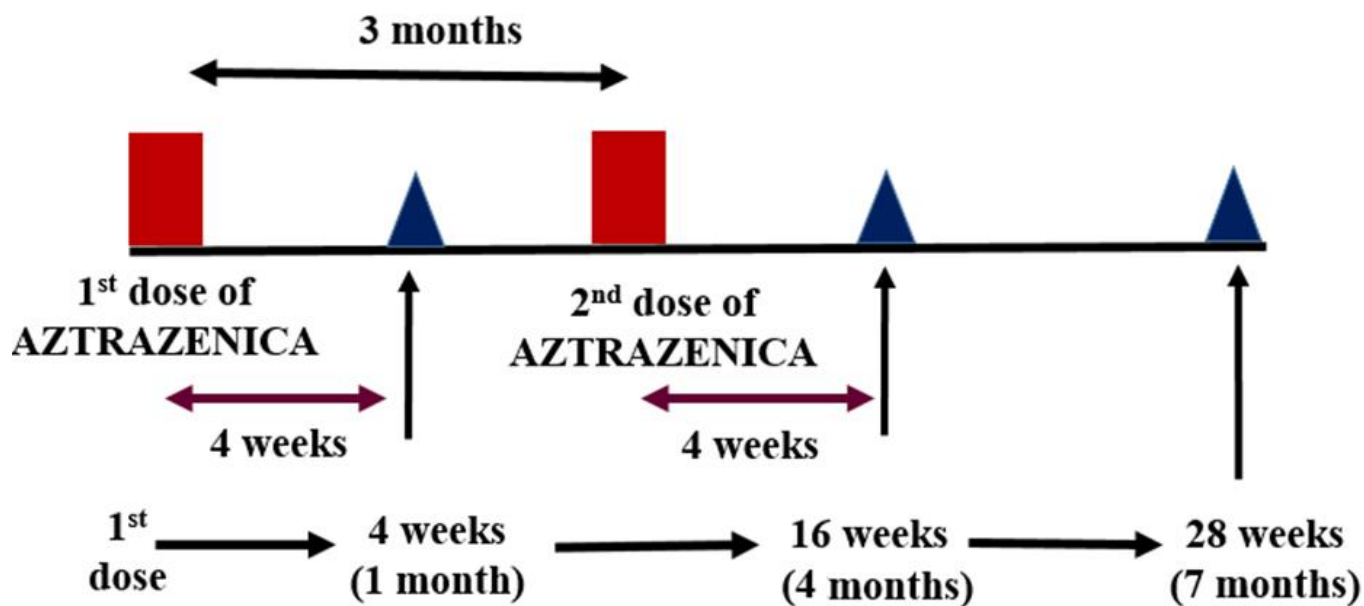 3 months
1st dose of
AZTRAZENICA
2nd dose of
AZTRAZENICA
4 weeks
4 weeks
1st
dose
4 weeks
(1 month)
16 weeks
(4 months)
28 weeks
(7 months)